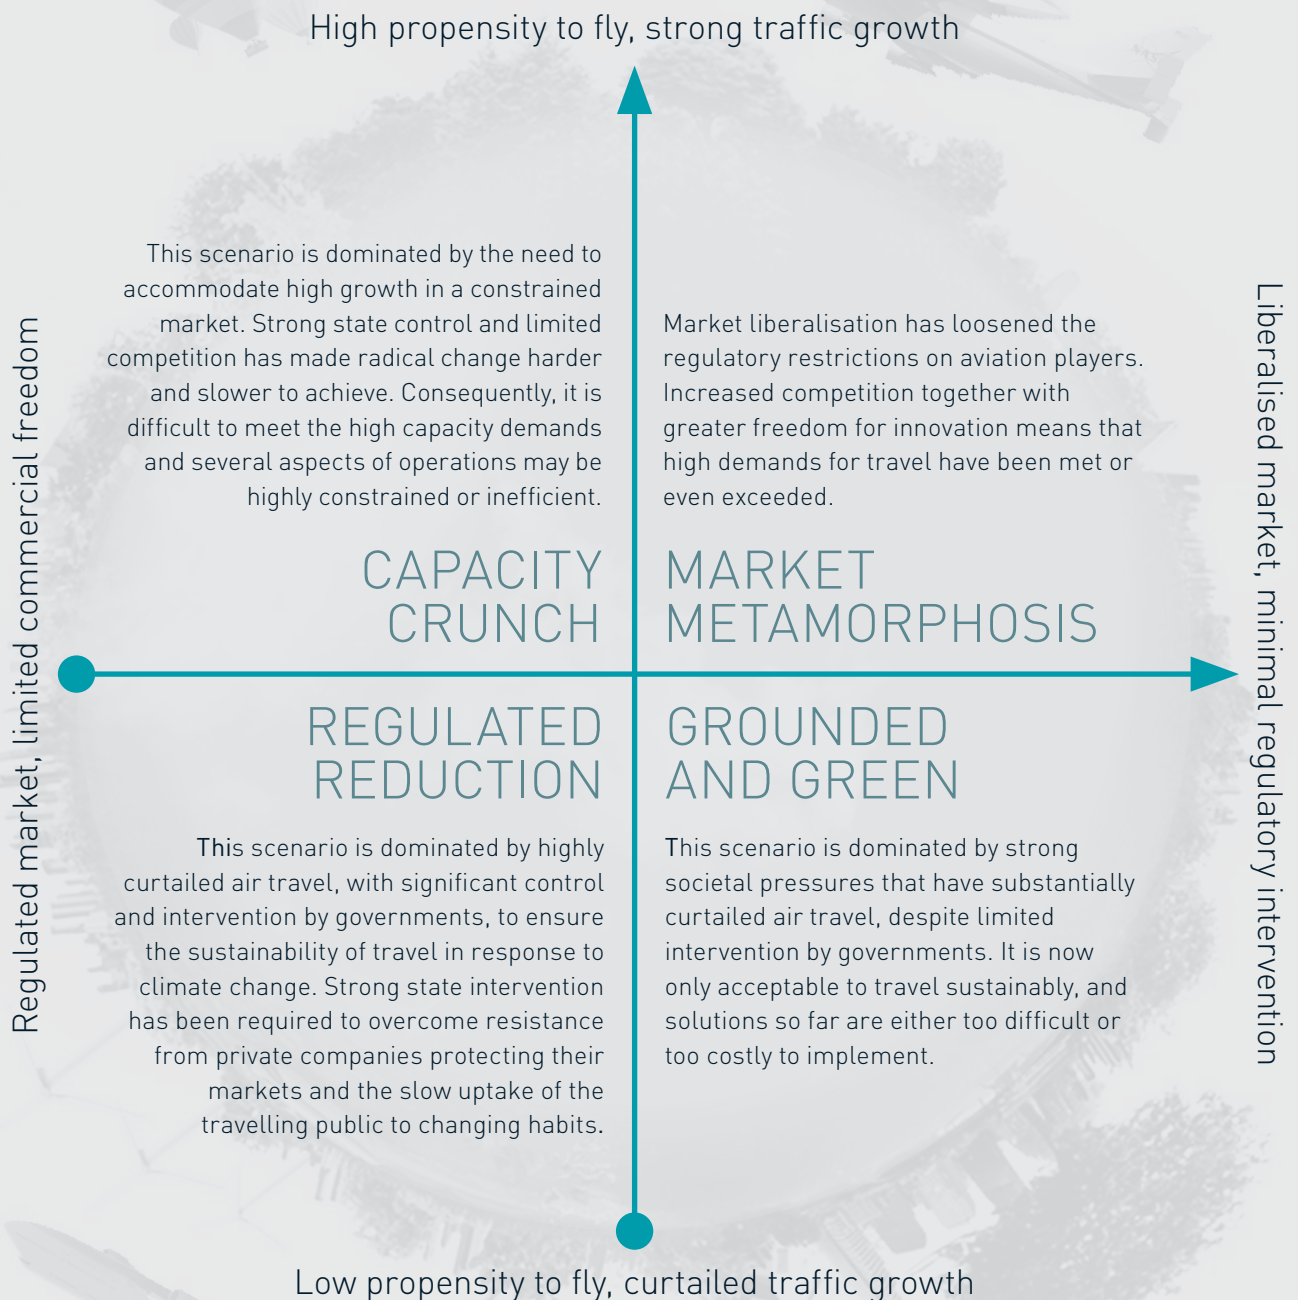 High propensity to fly, strong traffic growth
Regulated market, limited commercial freedom
This scenario is dominated by the need to
accommodate high growth in a constrained
market. Strong state control and limited
competition has made radical change harder
and slower to achieve. Consequently, it is
difficult to meet the high capacity demands
and several aspects of operations may be
highly constrained or inefficient.
CAPACITY
CRUNCH
Market liberalisation has loosened the
regulatory restrictions on aviation players.
Increased competition together with
greater freedom for innovation means that
high demands for travel have been met or
even exceeded.
MARKET
METAMORPHOSIS
Liberalised market, minimal regulatory intervention
REGULATED
REDUCTION
This scenario is dominated by highly
curtailed air travel, with significant control
and intervention by governments, to ensure
the sustainability of travel in response to
climate change. Strong state intervention
has been required to overcome resistance
from private companies protecting their
markets and the slow uptake of the
travelling public to changing habits.
GROUNDED
AND GREEN
This scenario is dominated by strong
societal pressures that have substantially
curtailed air travel, despite limited
intervention by governments. It is now
only acceptable to travel sustainably, and
solutions so far are either too difficult or
too costly to implement.
Low propensity to fly, curtailed traffic growth